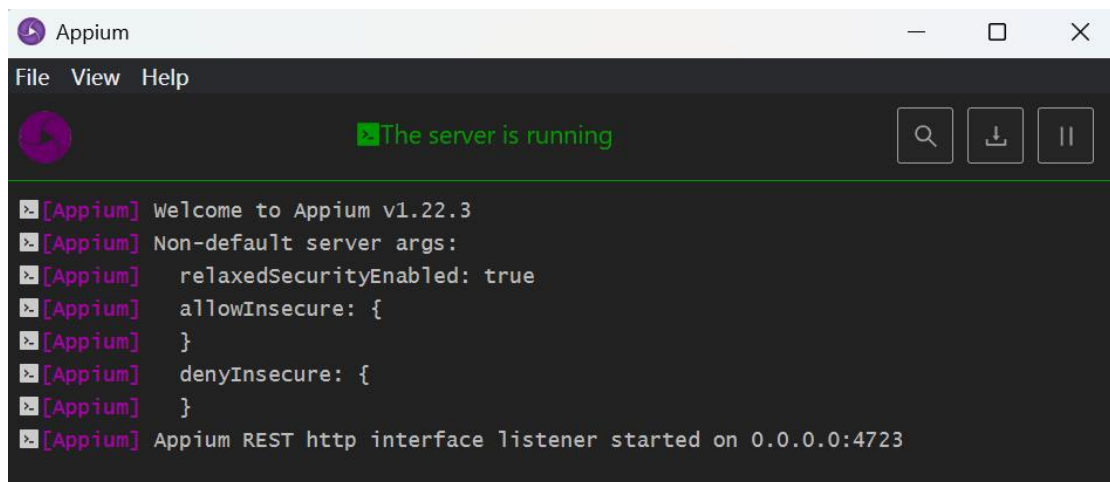 Appium
File View Help
The server is running
[Appium] Welcome to Appium v1.22.3
[Appium] Non-default server args:
[Appium]   relaxedSecurityEnabled: true
[Appium]   allowInsecure: {
[Appium]   }
[Appium]   denyInsecure: {
[Appium]   }
[Appium] Appium REST http interface listener started on 0.0.0.0:4723